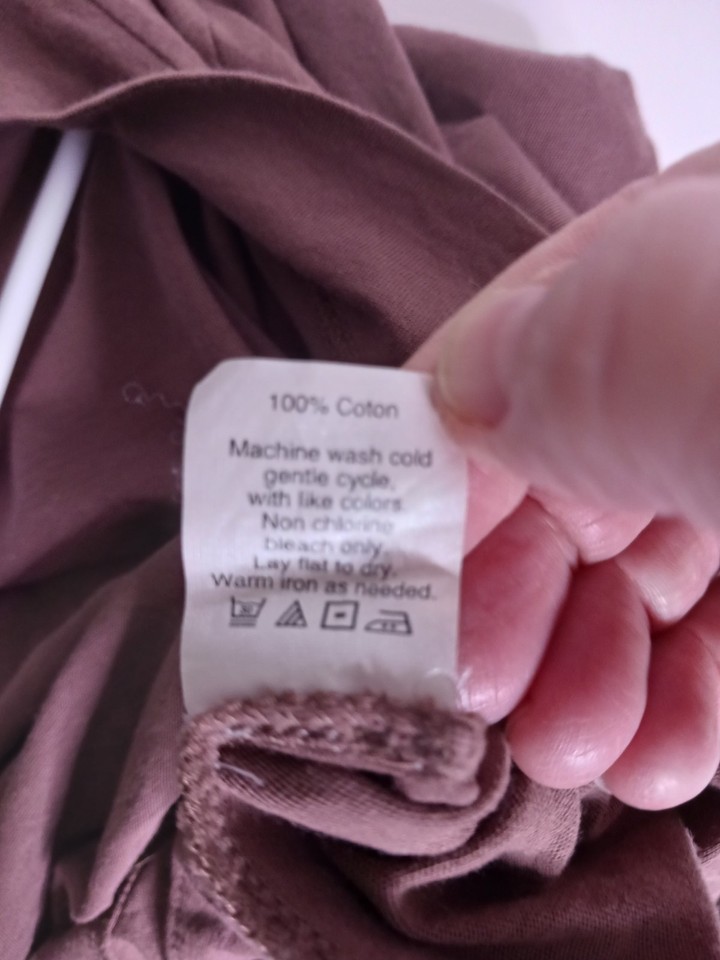 100% Coton
Machine wash cold
gentle cycle,
with like colors.
Non chlorine
bleach only.
Lay flat to dry.
Warm iron as needed.